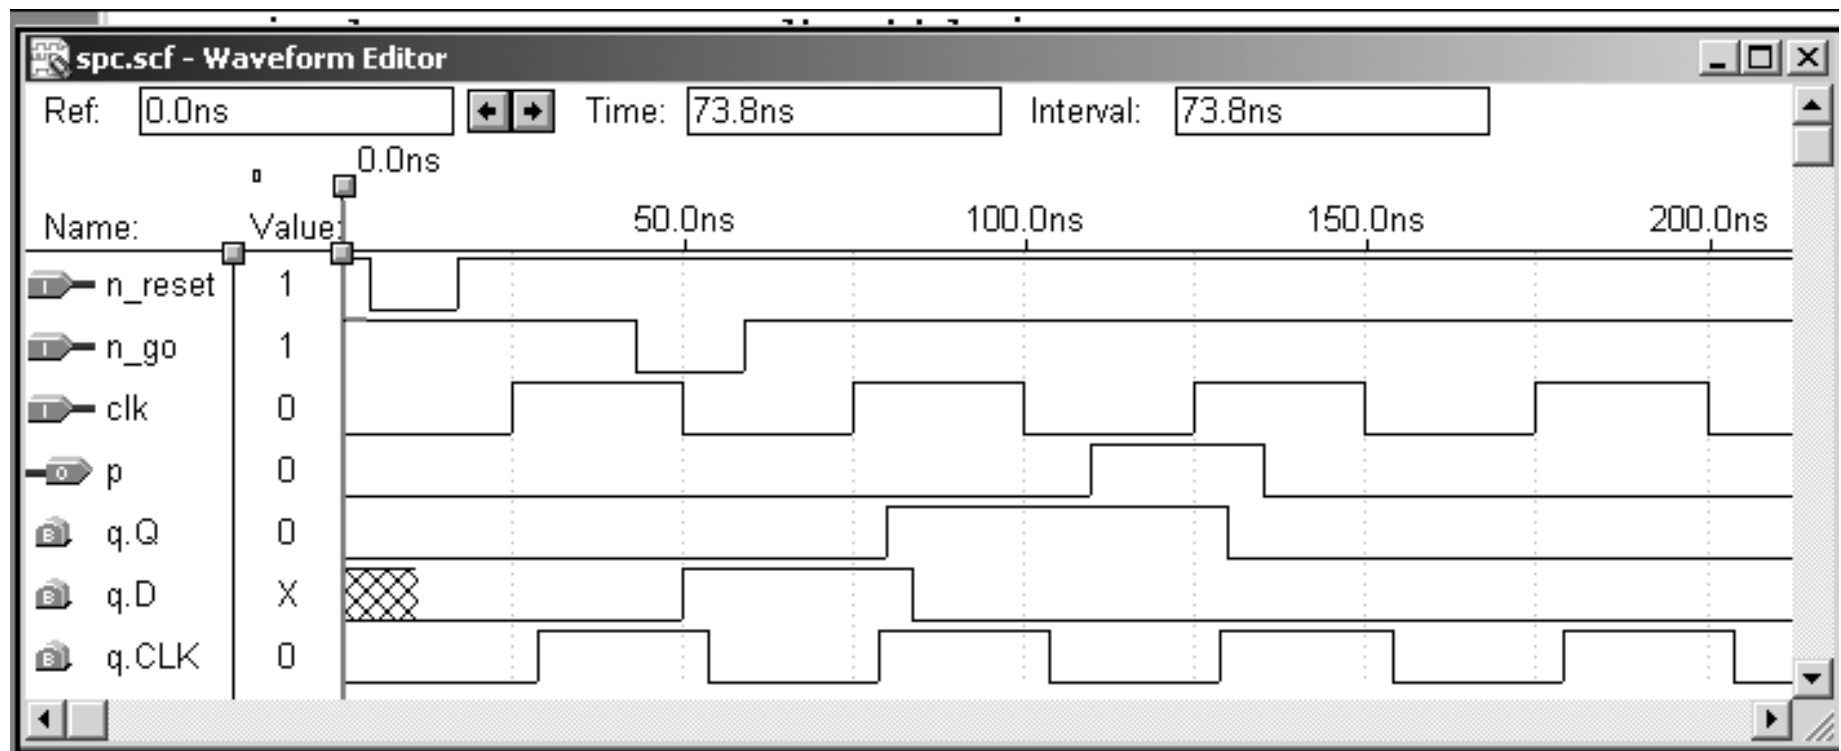 spc.scf - Waveform Editor
Ref: 0.0ns Time: 73.8ns Interval: 73.8ns
0.0ns
Name: Value: 50.0ns 100.0ns 150.0ns 200.0ns
I n_reset 1
I n_go 1
I clk 0
O p 0
B q.Q 0
B q.D X
B q.CLK 0